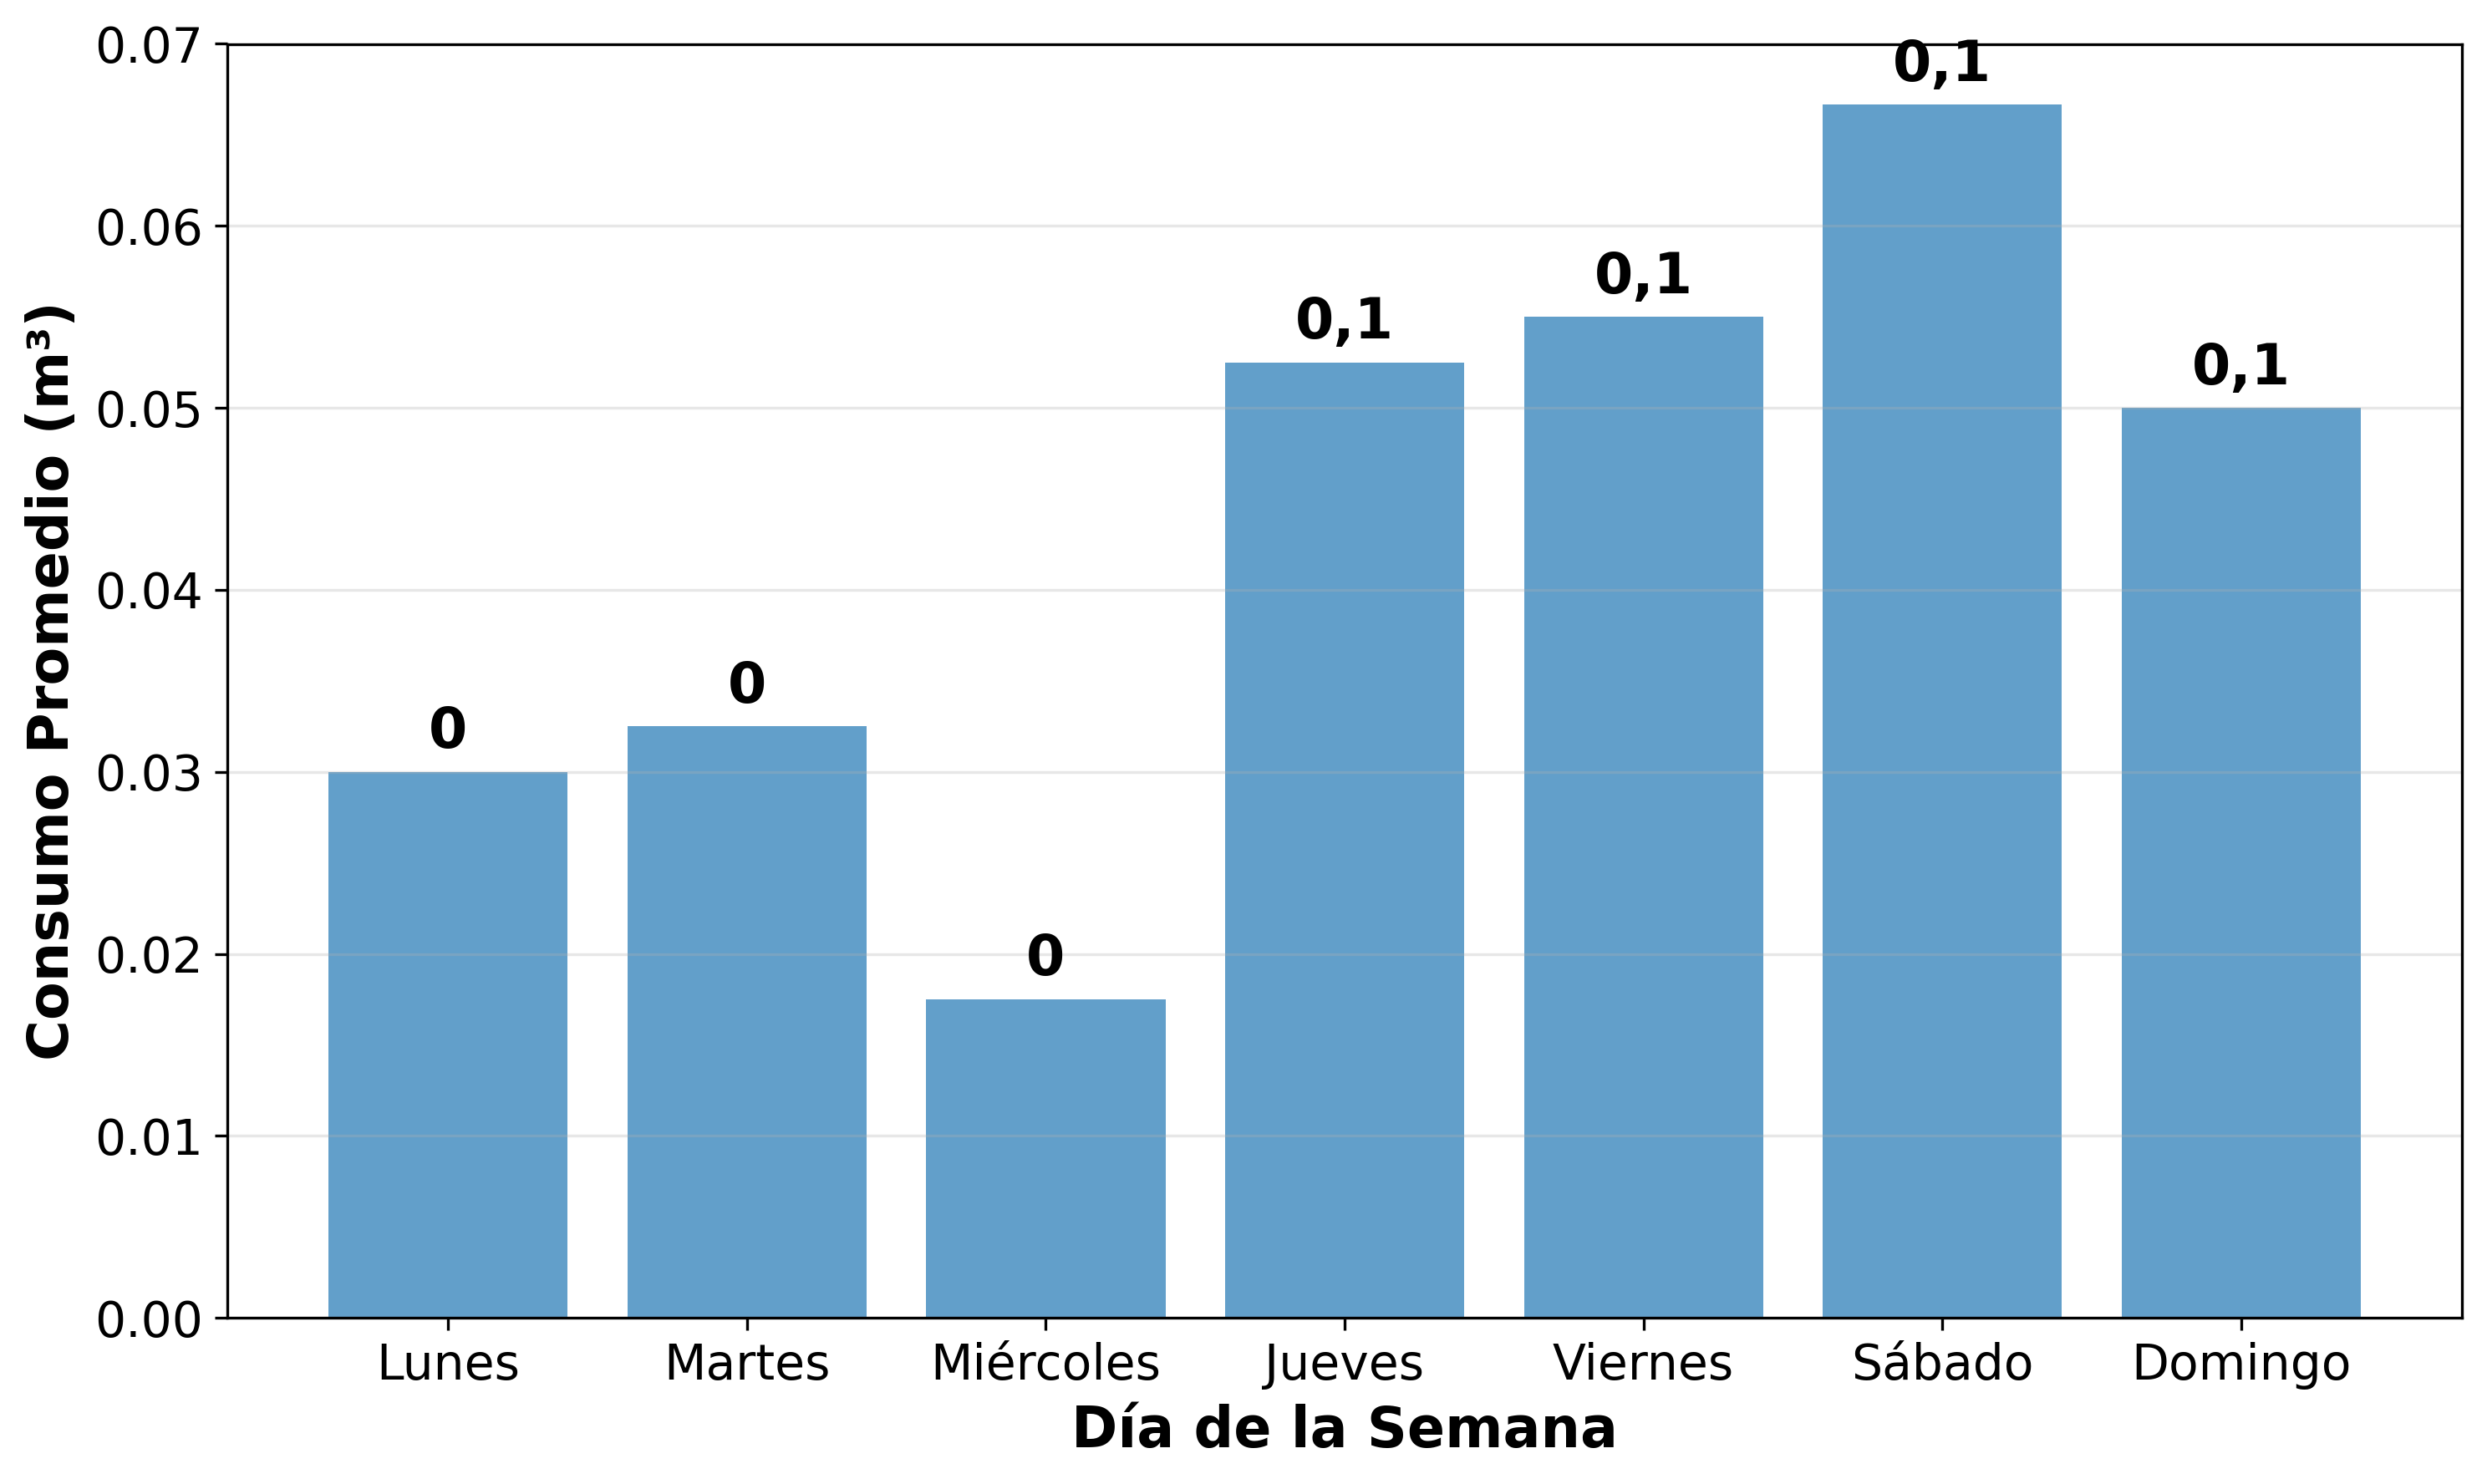 0.07
0.06
0.05
0.04
0.03
0.02
0.01
0.00
Consumo Promedio (m³)
0
0
0
0,1
0,1
0,1
0,1
Lunes
Martes
Miércoles
Jueves
Viernes
Sábado
Domingo
Día de la Semana